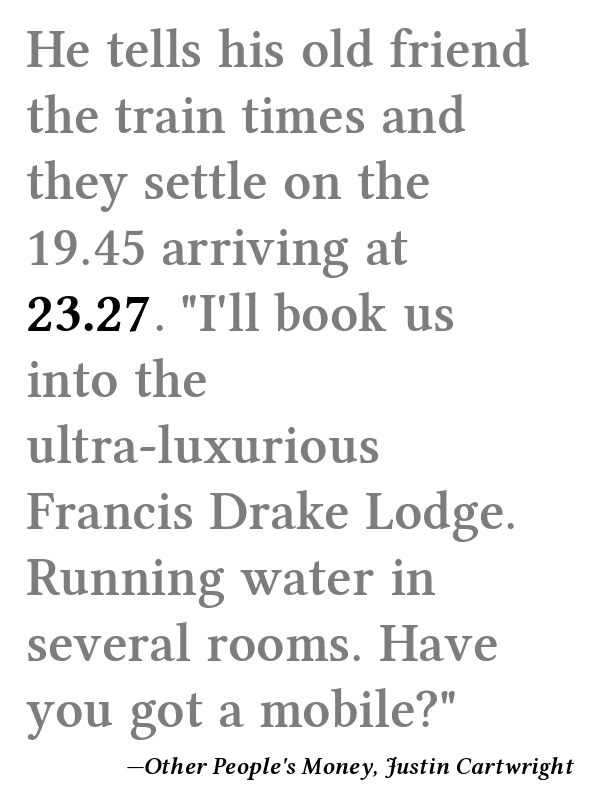 He tells his old friend
the train times and
they settle on the
19.45 arriving at
23.27. "I'll book us
into the
ultra-luxurious
Francis Drake Lodge.
Running water in
several rooms. Have
you got a mobile?"
—Other People's Money, Justin Cartwright